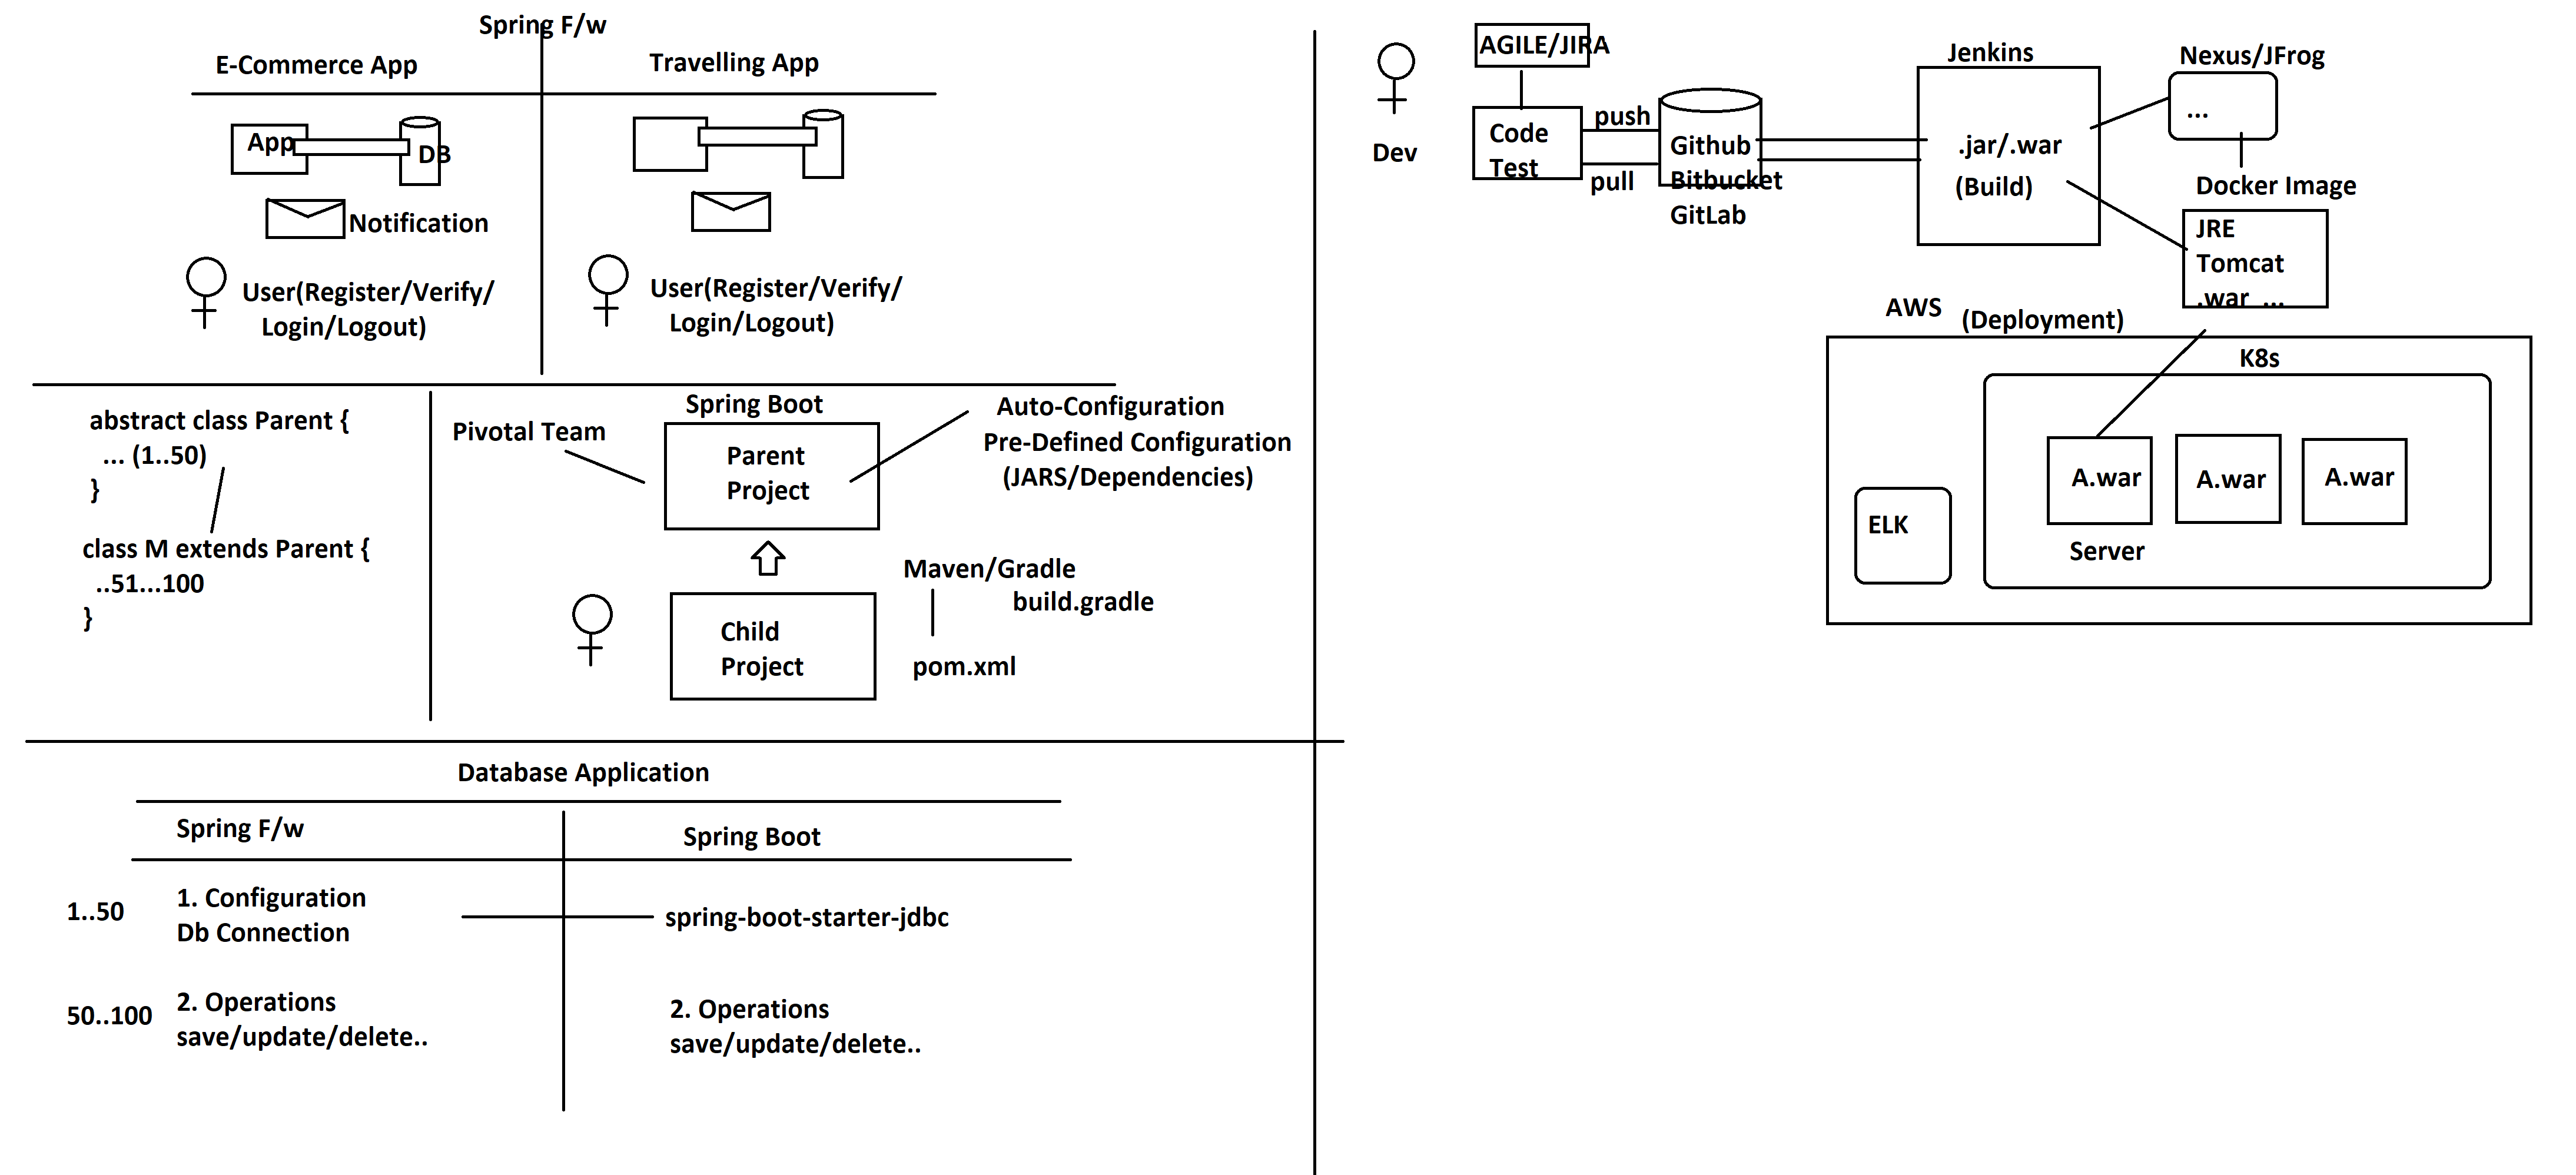 Spring F/w
E-Commerce App
Travelling App
App
DB
Notification
User(Register/Verify/
Login/Logout)
User(Register/Verify/
Login/Logout)
abstract class Parent {
... (1..50)
}
class M extends Parent {
..51...100
}
Spring Boot
Pivotal Team
Parent
Project
Auto-Configuration
Pre-Defined Configuration
(JARS/Dependencies)
Child
Project
Maven/Gradle
build.gradle
pom.xml
Database Application
Spring F/w
Spring Boot
1..50
1. Configuration
Db Connection
spring-boot-starter-jdbc
50..100
2. Operations
save/update/delete..
2. Operations
save/update/delete..
Dev
AGILE/JIRA
Code
Test
push
pull
Github
Bitbucket
GitLab
Jenkins
.jar/.war
(Build)
Nexus/JFrog
...
Docker Image
JRE
Tomcat
.war ...
AWS
(Deployment)
K8s
A.war
A.war
A.war
Server
ELK